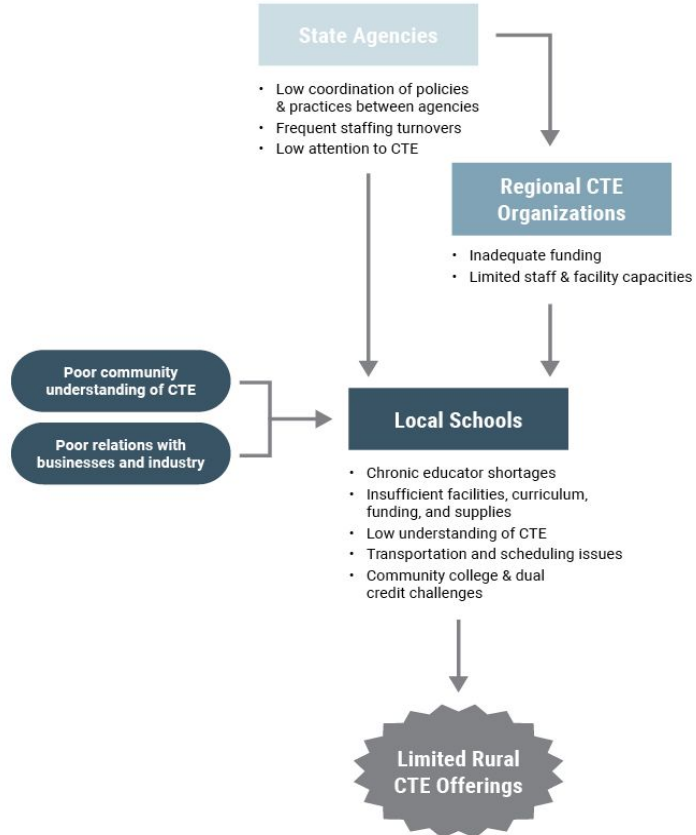 State Agencies
• Low coordination of policies
& practices between agencies
• Frequent staffing turnovers
• Low attention to CTE
Regional CTE
Organizations
• Inadequate funding
• Limited staff & facility capacities
Poor community
understanding of CTE
Poor relations with
businesses and industry
Local Schools
• Chronic educator shortages
• Insufficient facilities, curriculum,
funding, and supplies
• Low understanding of CTE
• Transportation and scheduling issues
• Community college & dual
credit challenges
Limited Rural
CTE Offerings